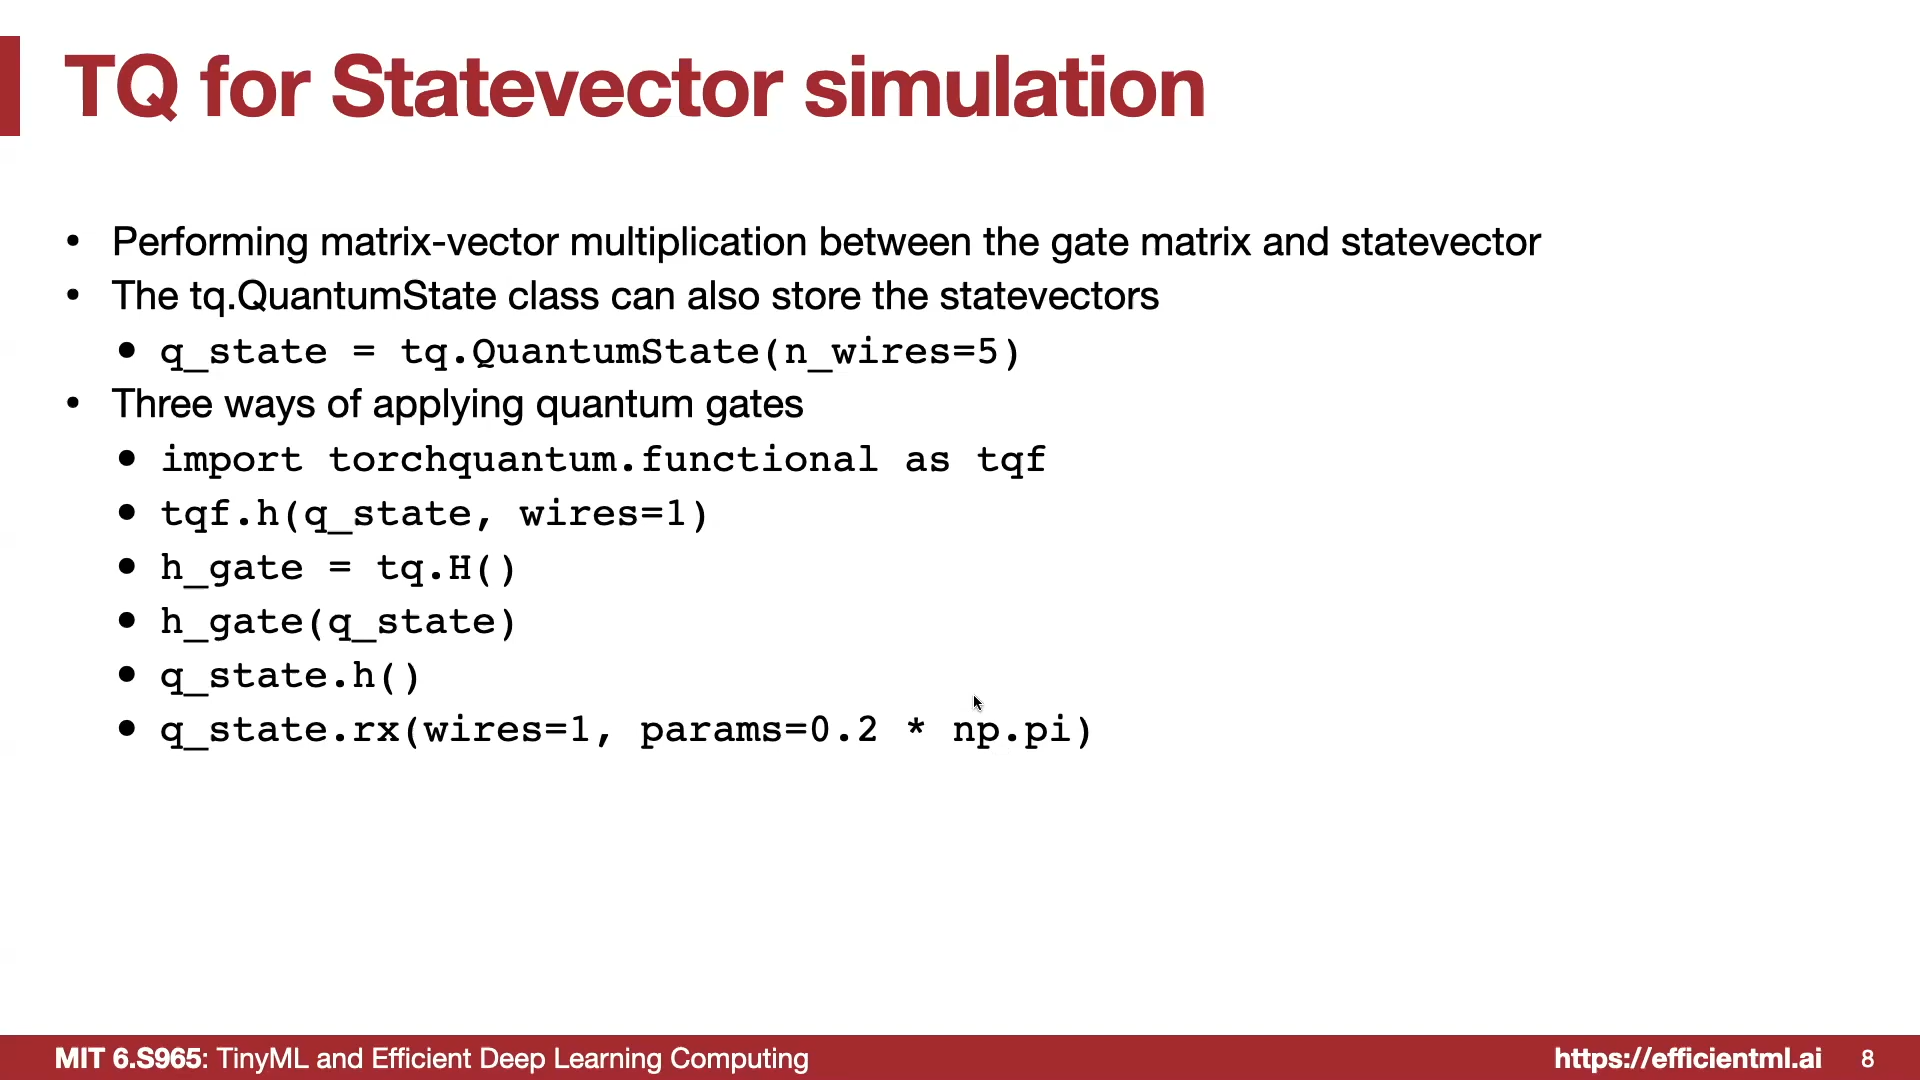 TQ for Statevector simulation
• Performing matrix-vector multiplication between the gate matrix and statevector
• The tq.QuantumState class can also store the statevectors
• q_state = tq.QuantumState(n_wires=5)
• Three ways of applying quantum gates
• import torchquantum.functional as tqf
• tqf.h(q_state, wires=1)
• h_gate = tq.H()
• h_gate(q_state)
• q_state.h()
• q_state.rx(wires=1, params=0.2 * np.pi)
MIT 6.S965: TinyML and Efficient Deep Learning Computing https://efficientml.ai 8